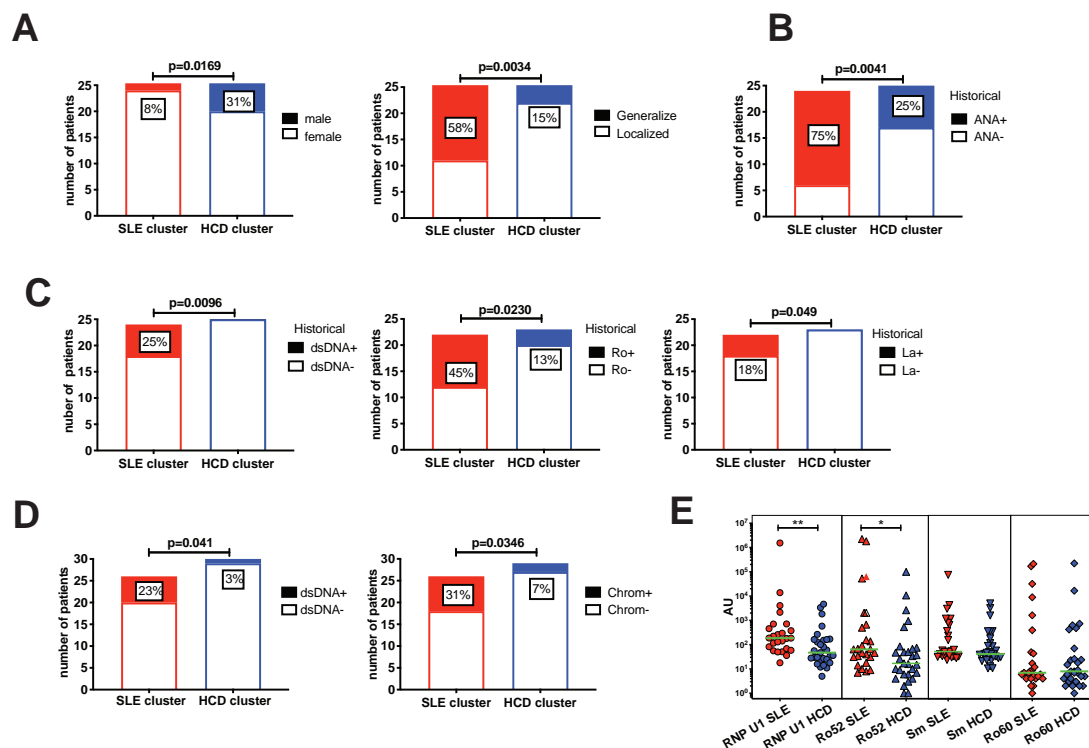 A
p=0.0169
25
20
15
10
5
0
number of patients
8%
31%
SLE cluster
HCD cluster
male
female
p=0.0034
25
20
15
10
5
0
number of patients
58%
15%
SLE cluster
HCD cluster
Generalize
Localized
B
p=0.0041
25
20
15
10
5
0
number of patients
75%
25%
SLE cluster
HCD cluster
Historical
ANA+
ANA-
C
p=0.0096
25
20
15
10
5
0
nuber of patients
25%
SLE cluster
HCD cluster
Historical
dsDNA+
dsDNA-
p=0.0230
25
20
15
10
5
0
number of patients
45%
13%
SLE cluster
HCD cluster
Historical
Ro+
Ro-
p=0.049
25
20
15
10
5
0
number of patients
18%
SLE cluster
HCD cluster
Historical
La+
La-
D
p=0.041
30
25
20
15
10
5
0
number of patients
23%
3%
SLE cluster
HCD cluster
dsDNA+
dsDNA-
p=0.0346
30
25
20
15
10
5
0
number of patients
31%
7%
SLE cluster
HCD cluster
Chrom+
Chrom-
E
10⁷
10⁶
10⁵
10⁴
10³
10²
10¹
10⁰
AU
**
*
RNP U1 SLE
RNP U1 HCD
Ro52 SLE
Ro52 HCD
Sm SLE
Sm HCD
Ro60 SLE
Ro60 HCD